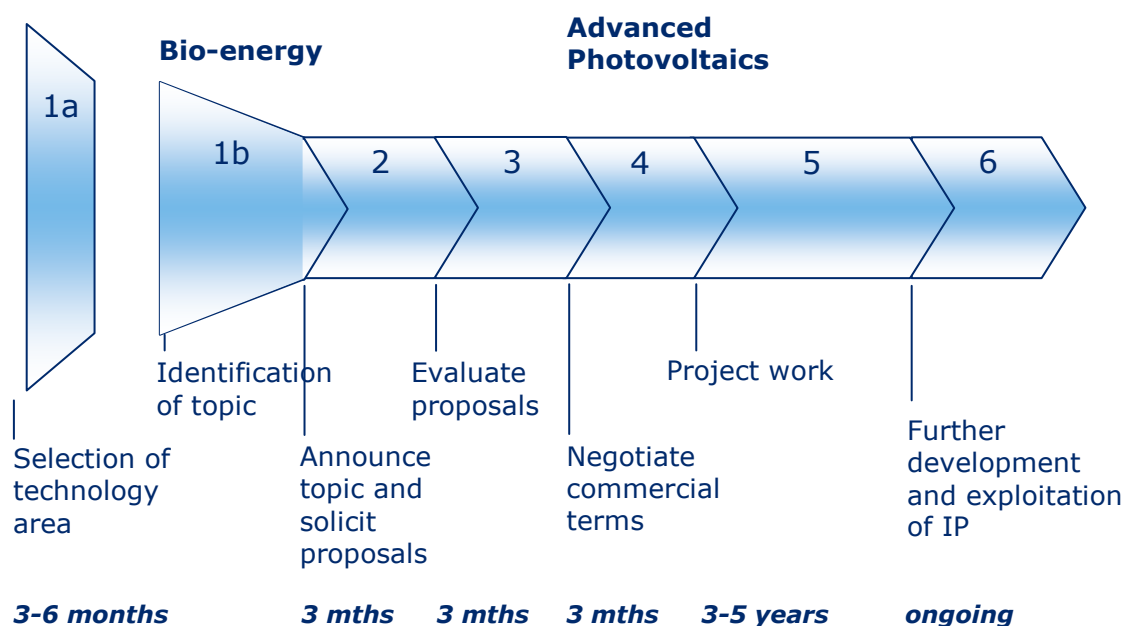 Bio-energy
Advanced
Photovoltaics
1a
1b
2
3
4
5
6
Identification
of topic
Evaluate
proposals
Project work
Selection of
technology
area
Announce
topic and
solicit
proposals
Negotiate
commercial
terms
Further
development
and exploitation
of IP
3-6 months
3 mths
3 mths
3 mths
3-5 years
ongoing